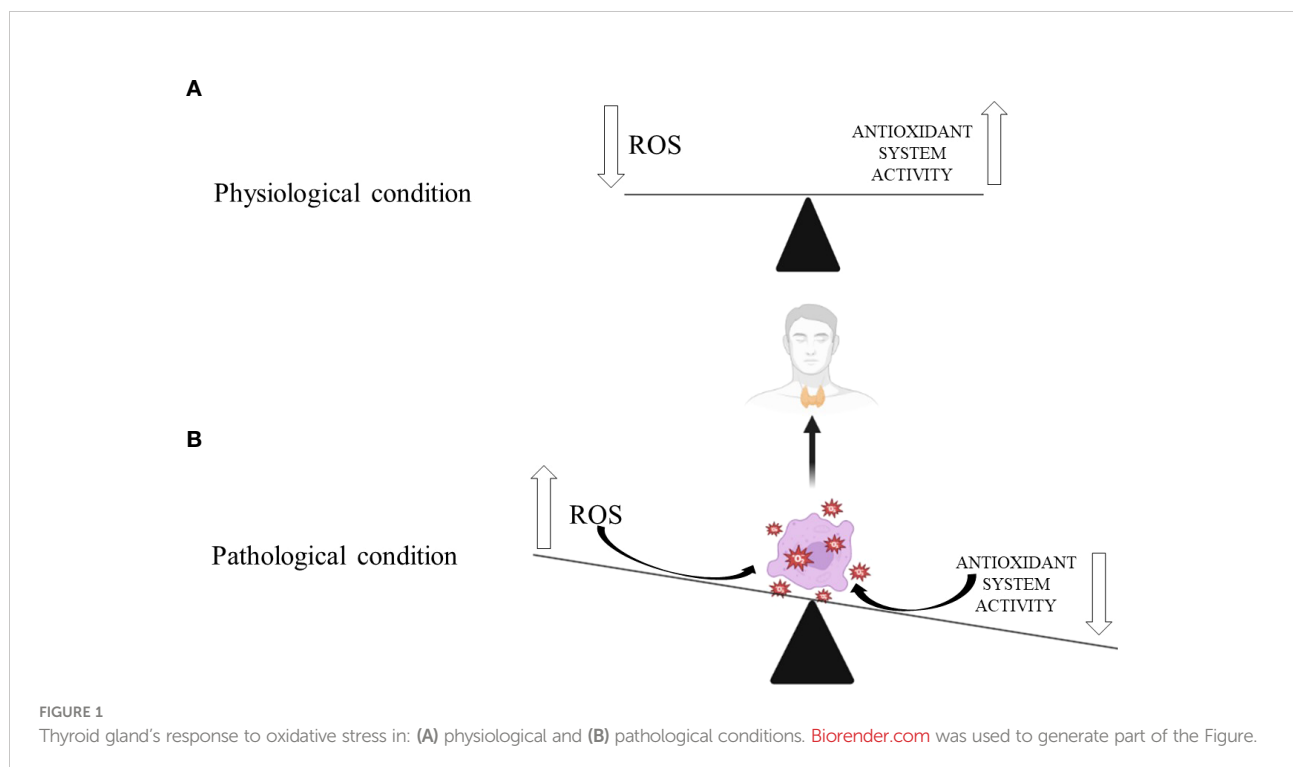 A
ROS
ANTIOXIDANT
SYSTEM
ACTIVITY
Physiological condition
B
ROS
Pathological condition
ANTIOXIDANT
SYSTEM
ACTIVITY
FIGURE 1
Thyroid gland’s response to oxidative stress in: (A) physiological and (B) pathological conditions. Biorender.com was used to generate part of the Figure.